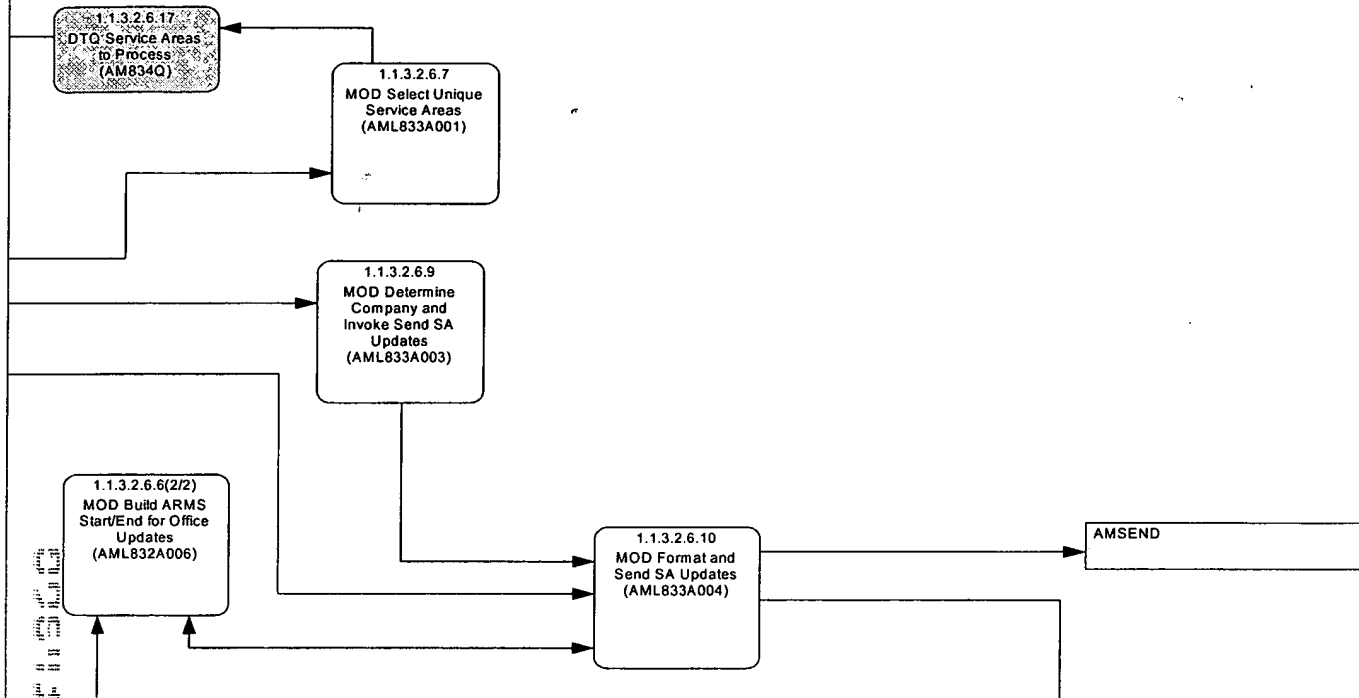 1.1.3.2.6.17
DTQ Service Areas
to Process
(AM834Q)
1.1.3.2.6.7
MOD Select Unique
Service Areas
(AML833A001)
1.1.3.2.6.9
MOD Determine
Company and
Invoke Send SA
Updates
(AML833A003)
1.1.3.2.6.6(2/2)
MOD Build ARMS
Start/End for Office
Updates
(AML832A006)
1.1.3.2.6.10
MOD Format and
Send SA Updates
(AML833A004)
AMSEND